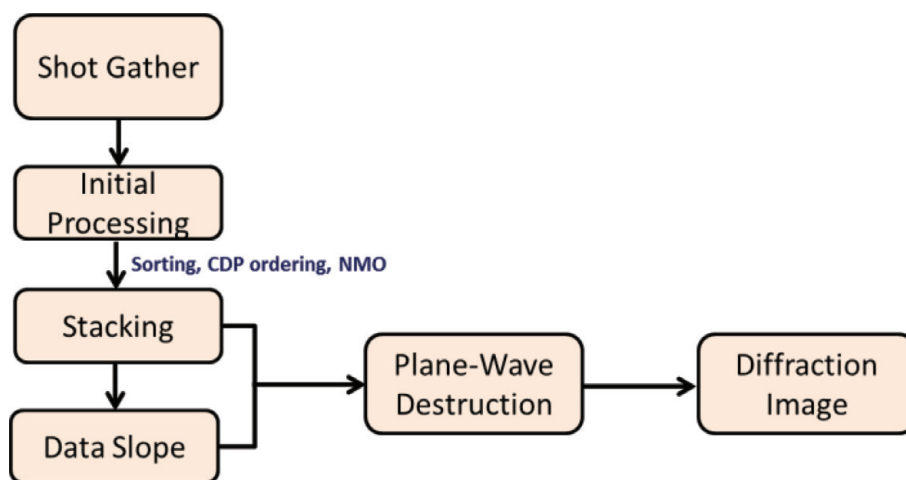 Shot Gather
Initial
Processing
Sorting, CDP ordering, NMO
Stacking
Data Slope
Plane-Wave
Destruction
Diffraction
Image